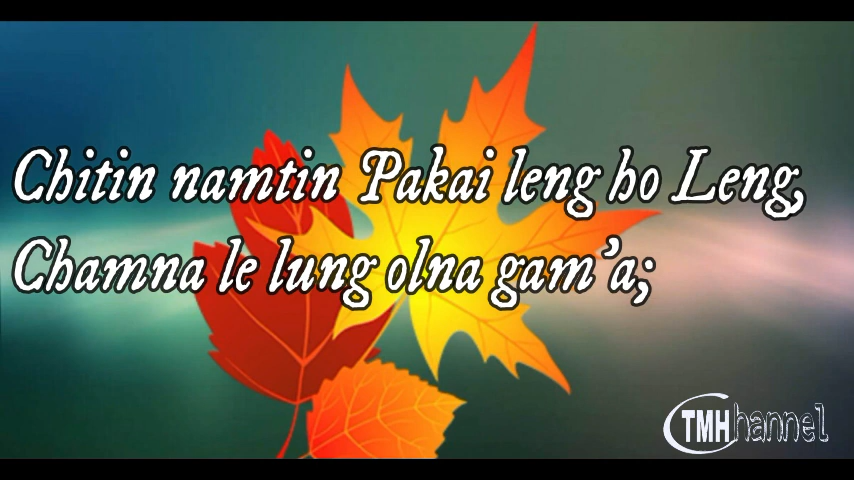 Chitin namtin Pakai leng ho Leng,
Chamna le lung olna gam'a;
TMHhannel